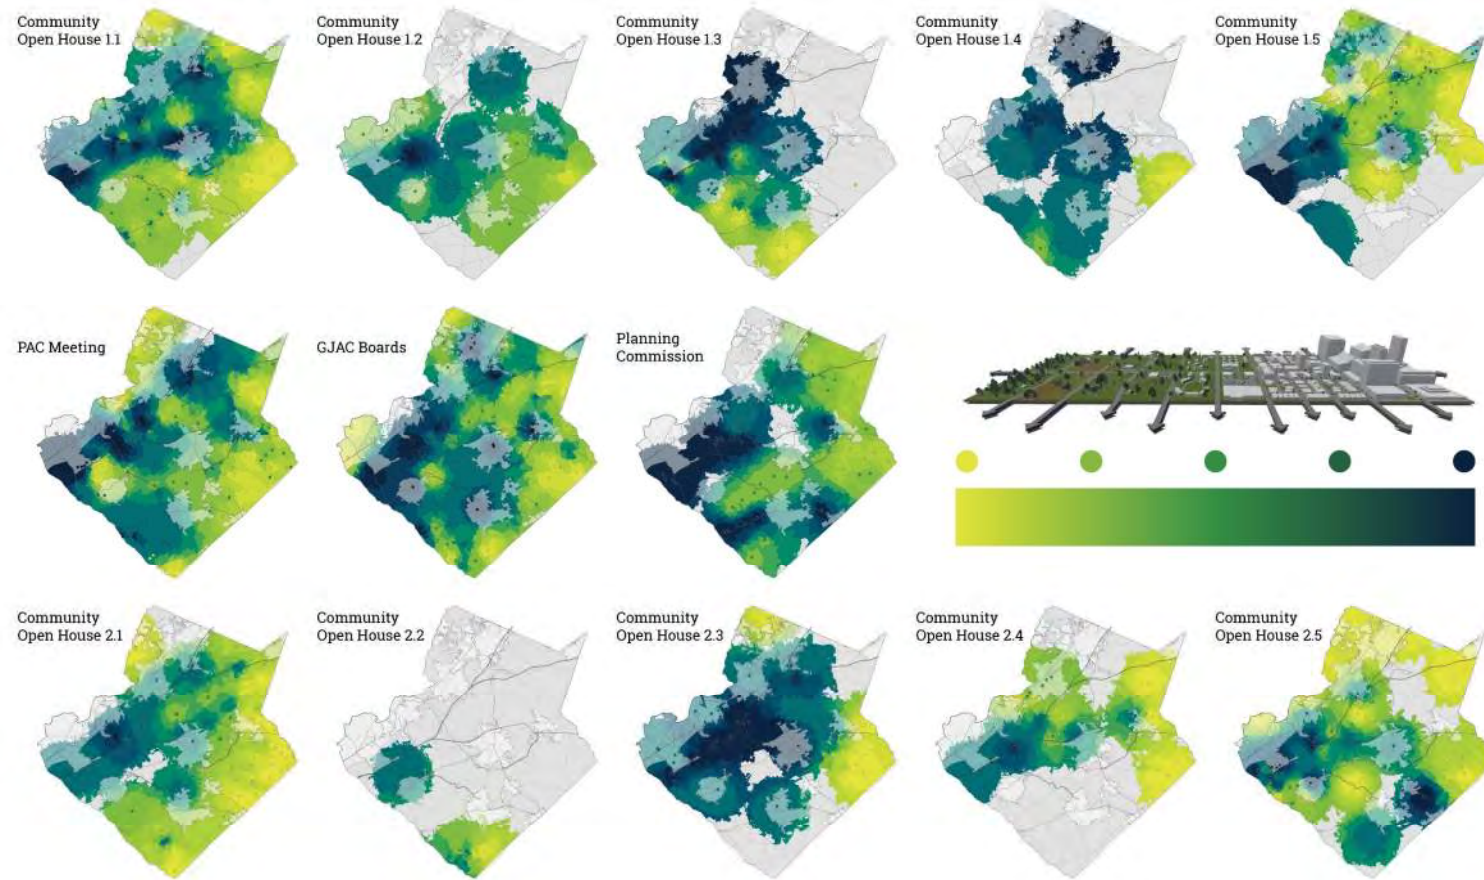 Community
Open House 1.1
Community
Open House 1.2
Community
Open House 1.3
Community
Open House 1.4
Community
Open House 1.5
PAC Meeting
GJAC Boards
Planning
Commission
Community
Open House 2.1
Community
Open House 2.2
Community
Open House 2.3
Community
Open House 2.4
Community
Open House 2.5